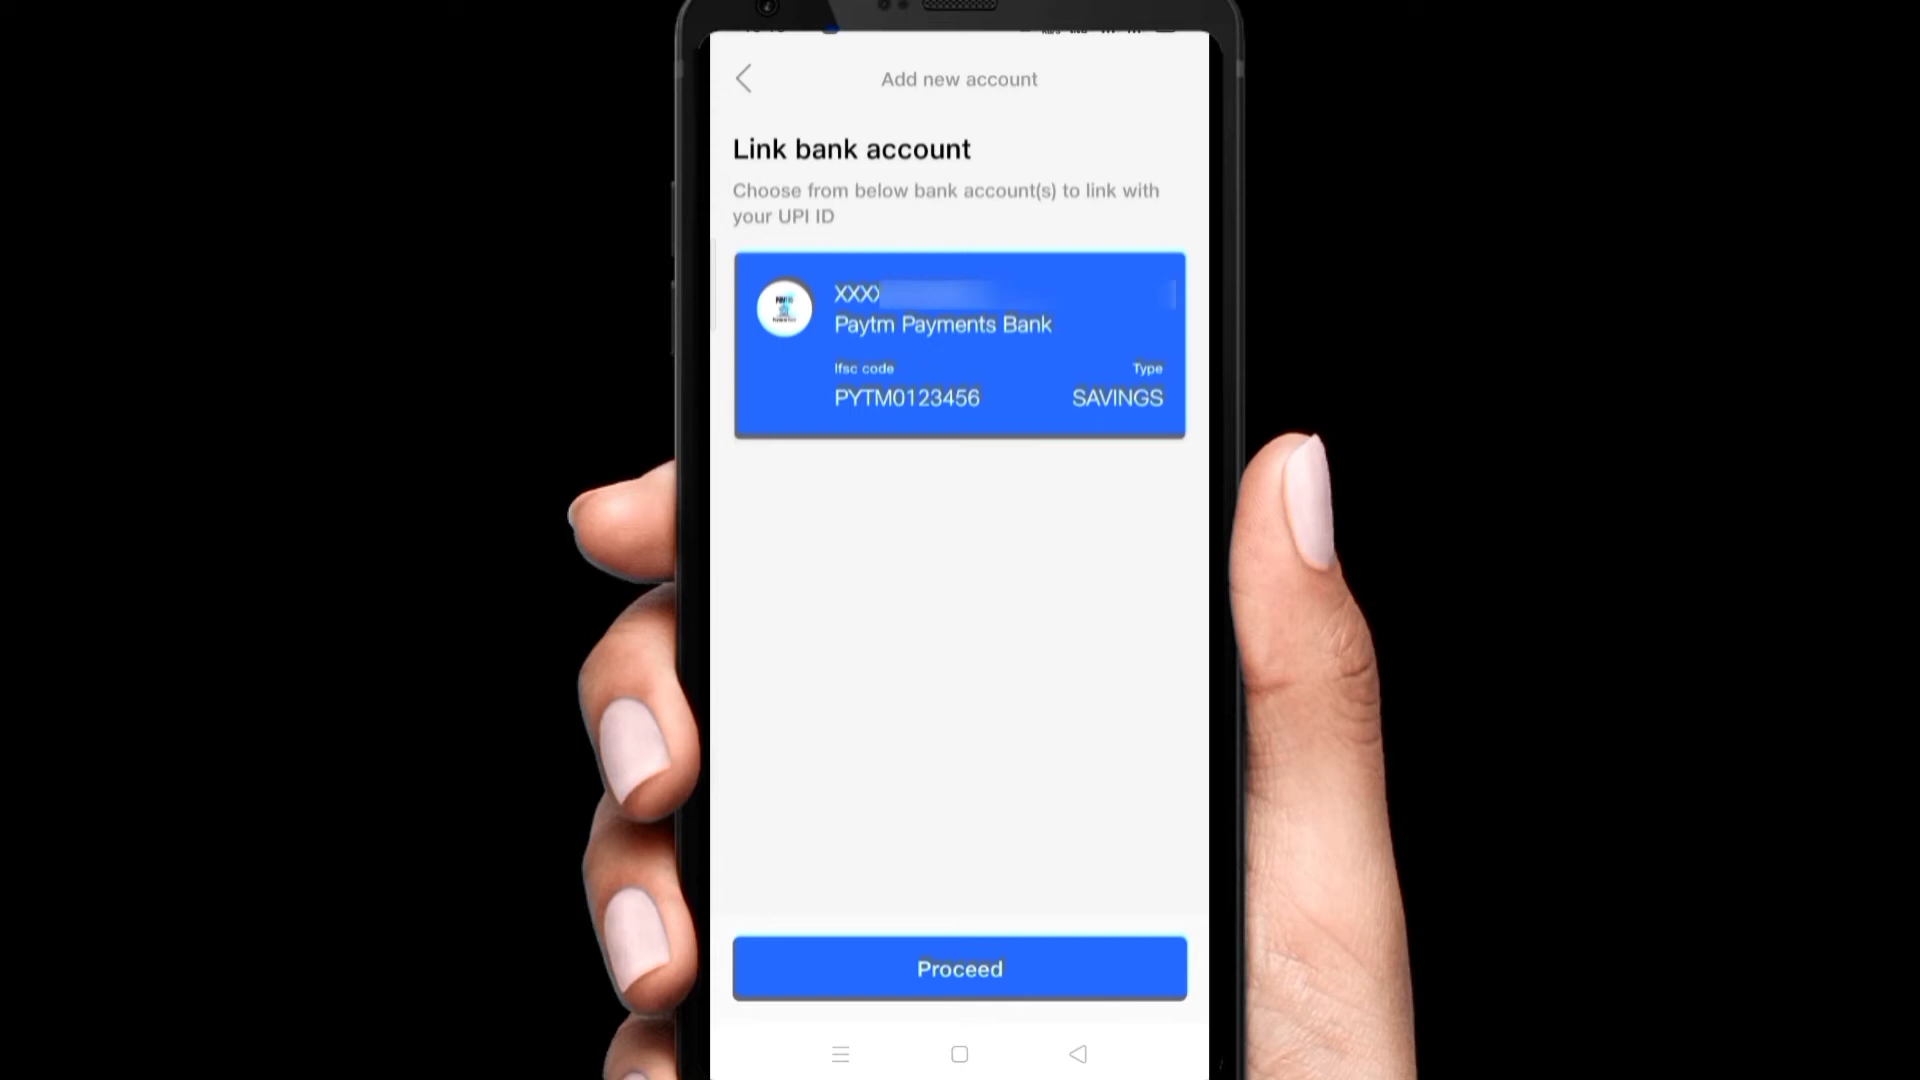 Add new account
Link bank account
Choose from below bank account(s) to link with
your UPI ID
XXXX
Paytm Payments Bank
Ifsc code
Type
PYTM0123456
SAVINGS
Proceed